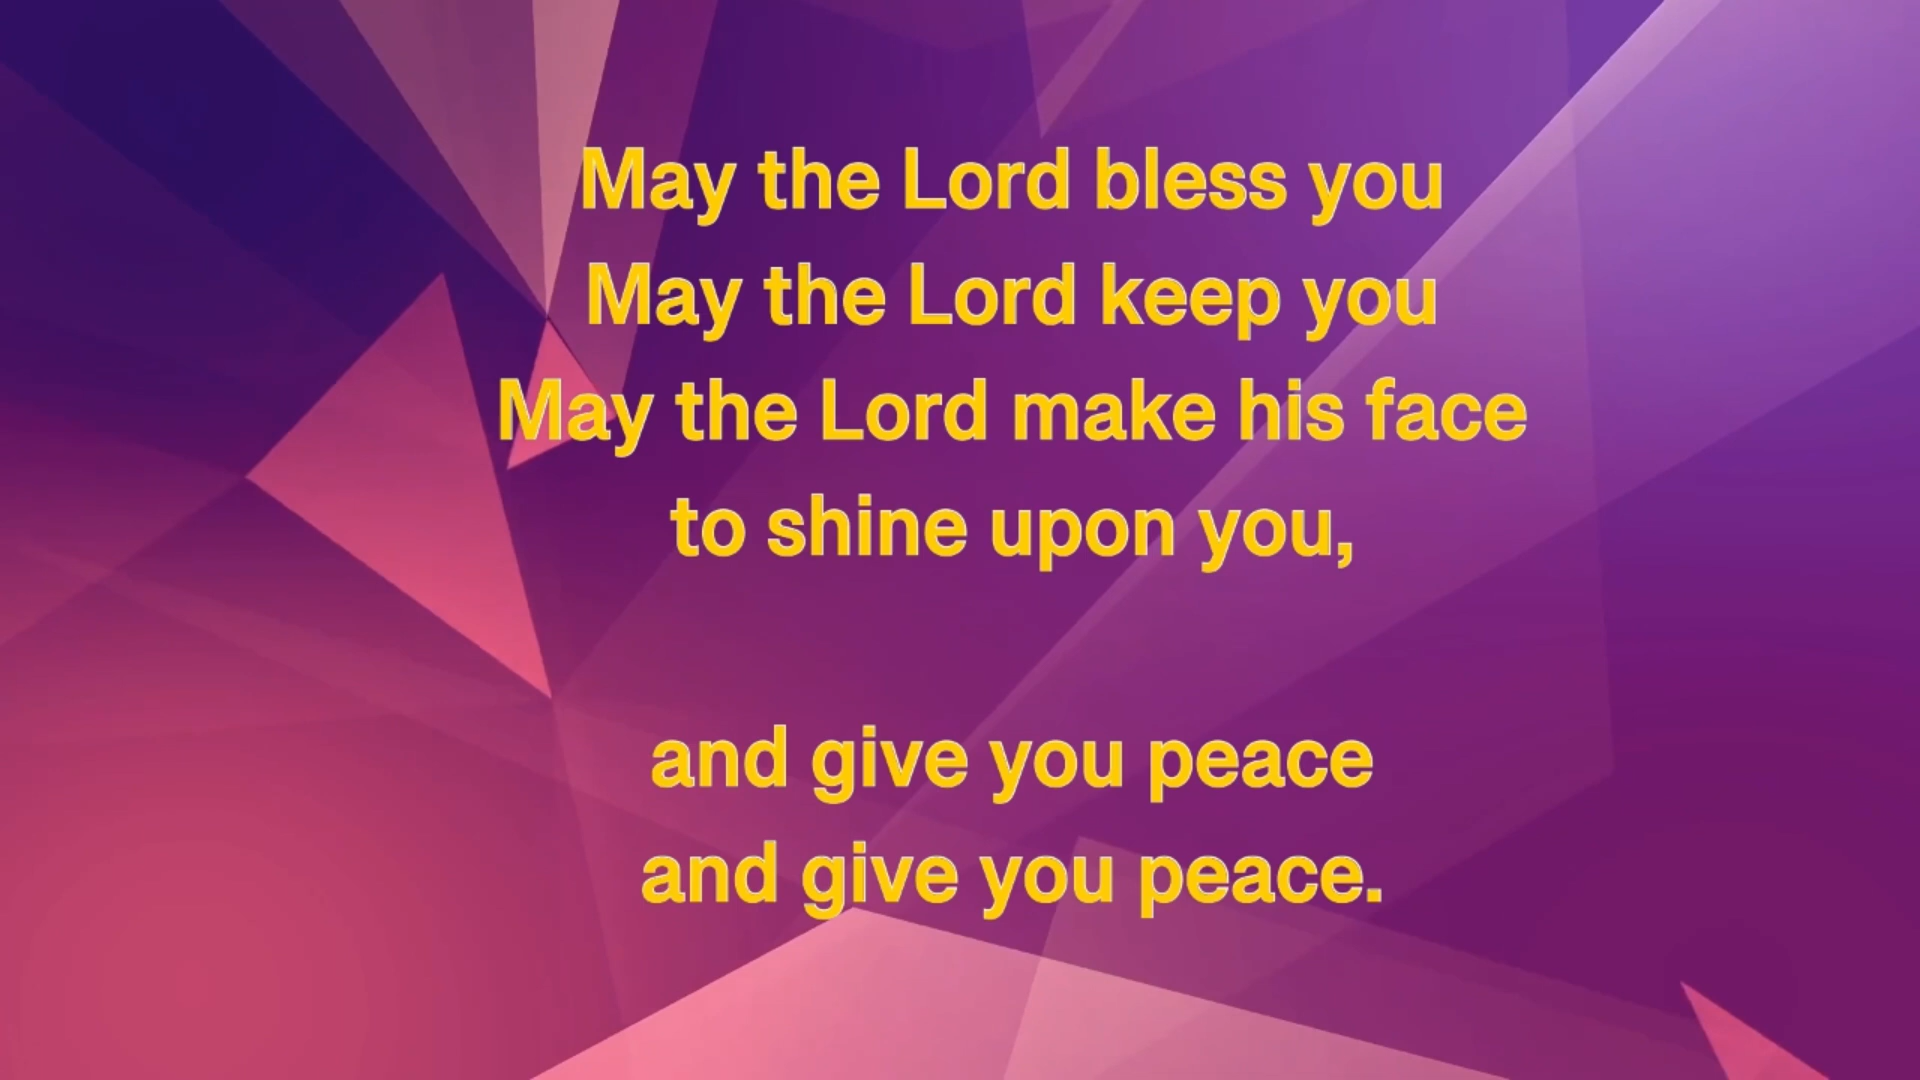 May the Lord bless you
May the Lord keep you
May the Lord make his face
to shine upon you,
and give you peace
and give you peace.